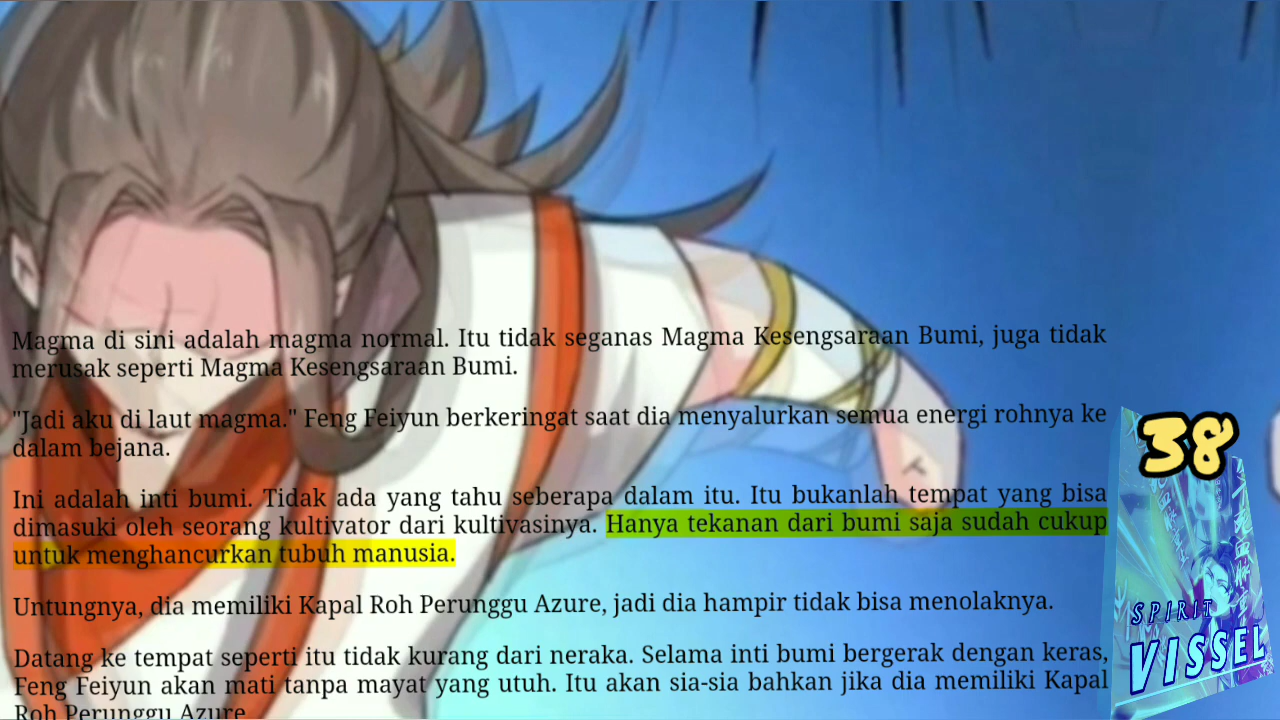 Magma di sini adalah magma normal. Itu tidak seganas Magma Kesengsaraan Bumi, juga tidak
merusak seperti Magma Kesengsaraan Bumi.
"Jadi aku di laut magma." Feng Feiyun berkeringat saat dia menyalurkan semua energi rohnya ke
dalam bejana.
Ini adalah inti bumi. Tidak ada yang tahu seberapa dalam itu. Itu bukanlah tempat yang bisa
dimasuki oleh seorang kultivator dari kultivasinya. Hanya tekanan dari bumi saja sudah cukup
untuk menghancurkan tubuh manusia.
Untungnya, dia memiliki Kapal Roh Perunggu Azure, jadi dia hampir tidak bisa menolaknya.
Datang ke tempat seperti itu tidak kurang dari neraka. Selama inti bumi bergerak dengan keras,
Feng Feiyun akan mati tanpa mayat yang utuh. Itu akan sia-sia bahkan jika dia memiliki Kapal
Roh Perunggu Azure
38
SPIRIT
VISSEL